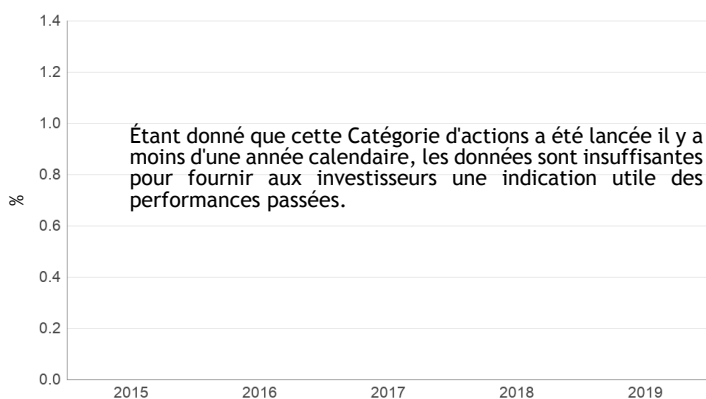 1.4
1.2
1.0
Étant donné que cette Catégorie d'actions a été lancée il y a
moins d'une année calendaire, les données sont insuffisantes
0.8
pour fournir aux investisseurs une indication utile des
performances passées.
%
0.6
0.4
0.2
0.0
2015 2016 2017 2018 2019